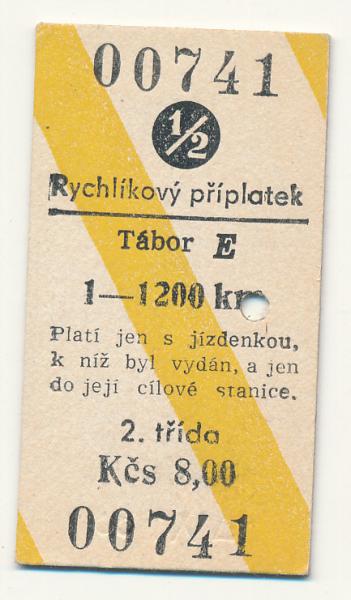 00741
1/2
Rychlíkový příplatek
Tábor E
1—1200 km
Platí jen s jízdenkou,
k níž byl vydán, a jen
do její cílové stanice.
2. třída
Kčs 8,00
00741